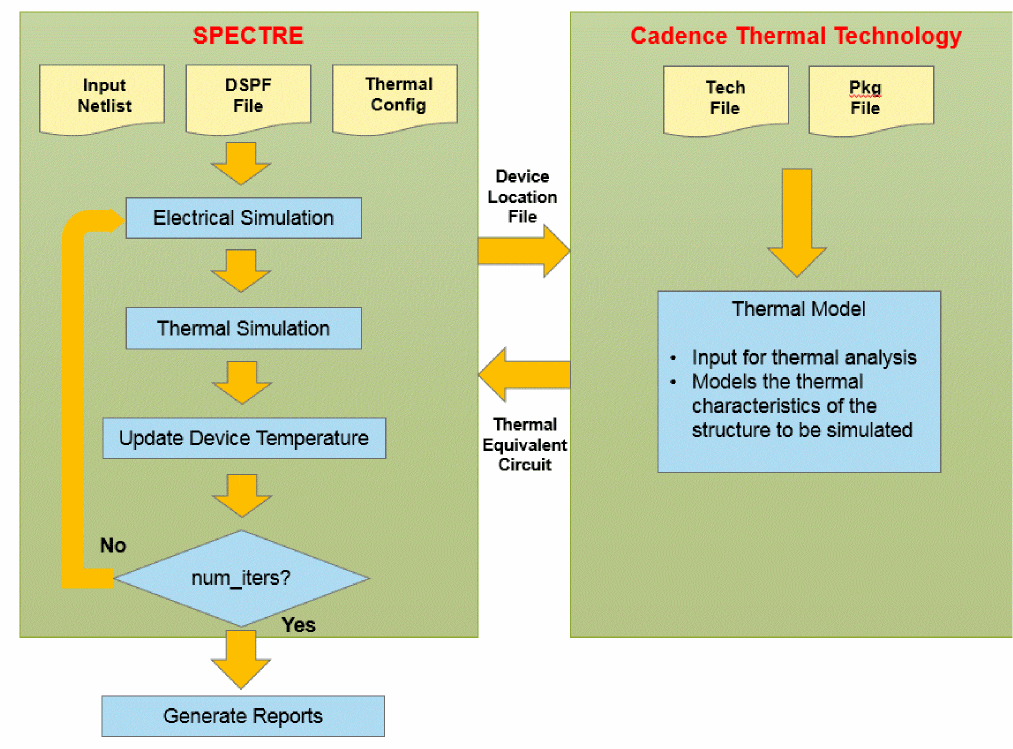 SPECTRE
Input
Netlist
DSPF
File
Thermal
Config
Electrical Simulation
Thermal Simulation
Update Device Temperature
No
num_iters?
Yes
Generate Reports
Device
Location
File
Thermal
Equivalent
Circuit
Cadence Thermal Technology
Tech
File
Pkg
File
Thermal Model
• Input for thermal analysis
• Models the thermal
characteristics of the
structure to be simulated